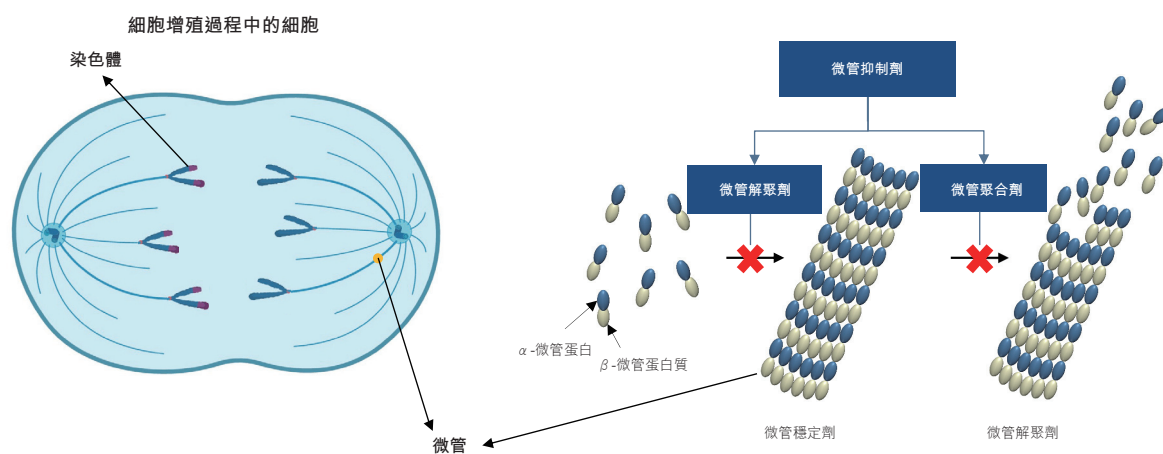 細胞增殖過程中的細胞
染色體
微管抑制劑
微管解聚劑
微管聚合劑
α-微管蛋白
β-微管蛋白質
微管穩定劑
微管解聚劑
微管